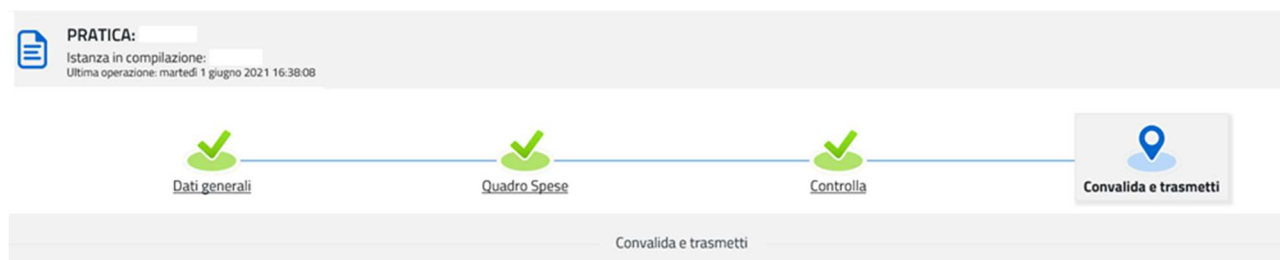 PRATICA:
Istanza in compilazione:
Ultima operazione: martedì 1 giugno 2021 16:38:08
Dati generali
Quadro Spese
Controlla
Convalida e trasmetti
Convalida e trasmetti